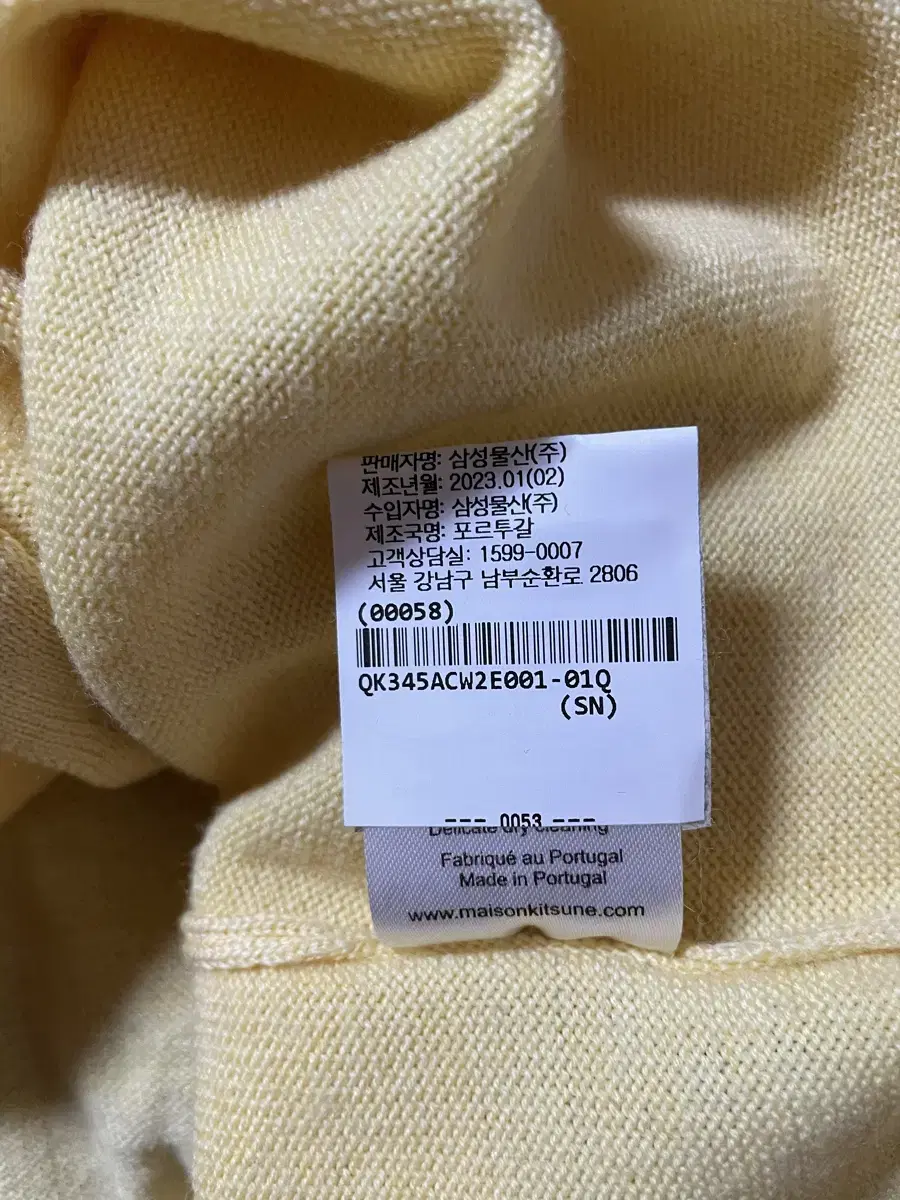 판매자명: 삼성물산(주)
제조년월: 2023.01(02)
수입자명: 삼성물산(주)
제조국명: 포르투갈
고객상담실: 1599-0007
서울 강남구 남부순환로 2806
(00058)
QK345ACW2E001-01Q
(SN)
--- 0053 ---
Delicate dry cleaning
Fabriqué au Portugal
Made in Portugal
www.maisonkitsune.com